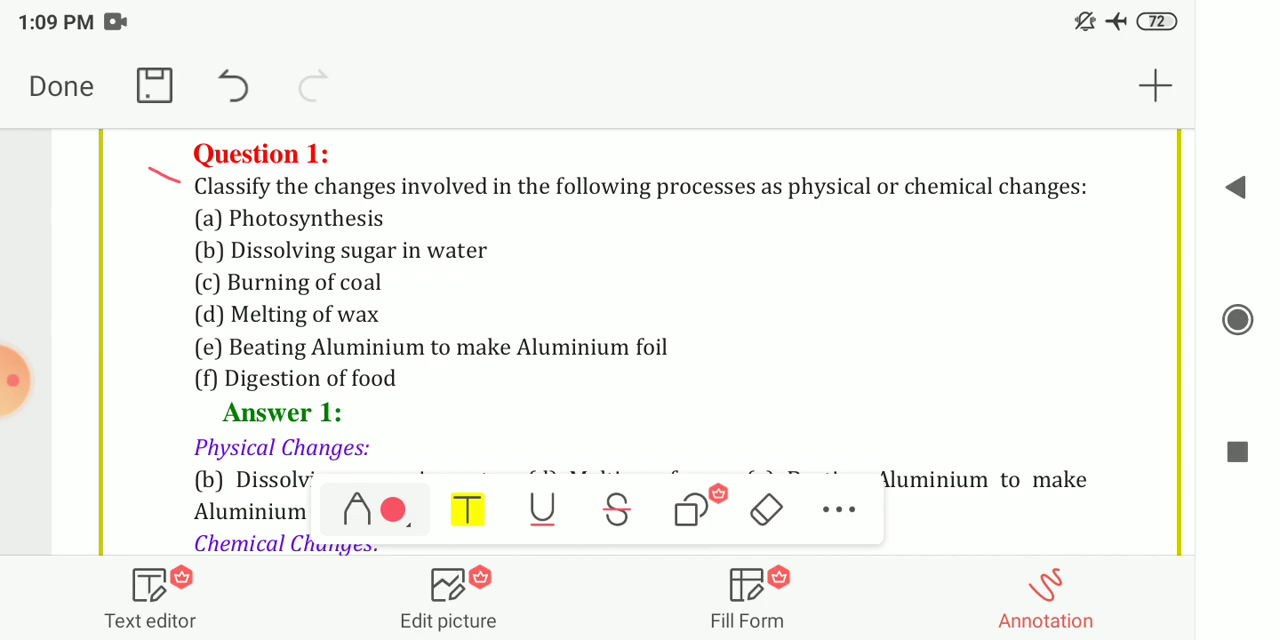 1:09 PM
72
Done
Question 1:
Classify the changes involved in the following processes as physical or chemical changes:
(a) Photosynthesis
(b) Dissolving sugar in water
(c) Burning of coal
(d) Melting of wax
(e) Beating Aluminium to make Aluminium foil
(f) Digestion of food
Answer 1:
Physical Changes:
(b) Aluminium to make
Aluminium
Chemical Changes:
T
U
S
Text editor
Edit picture
Fill Form
Annotation